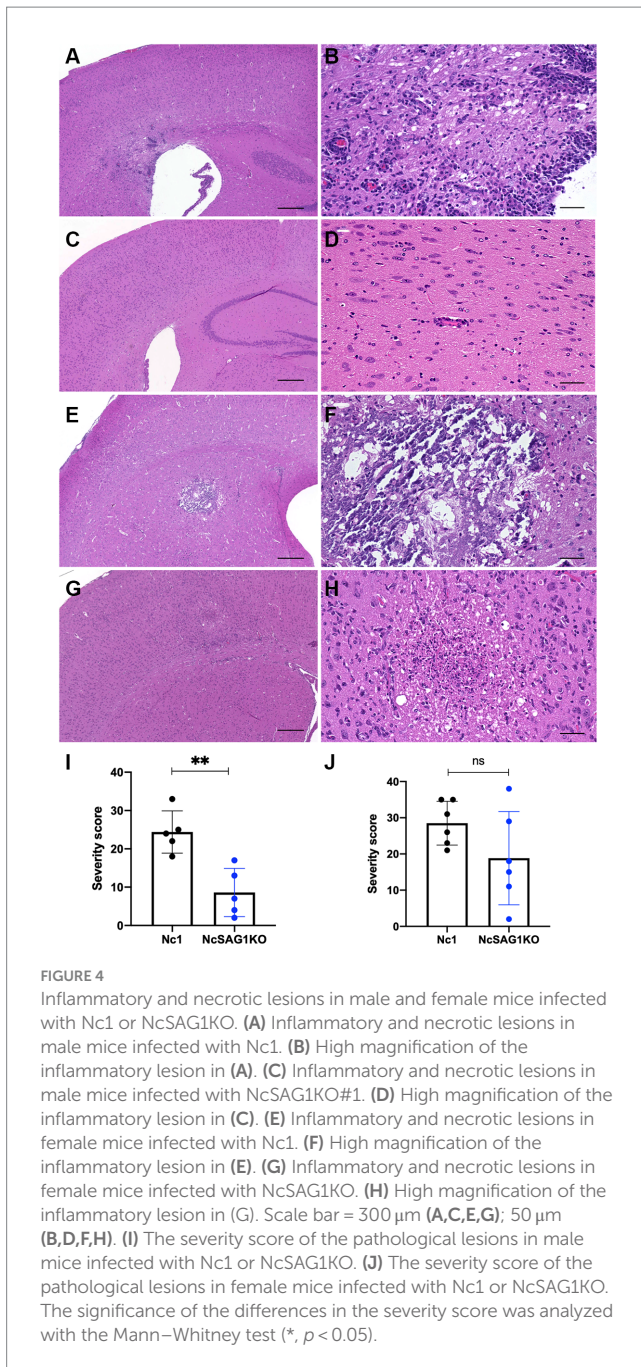 A
B
C
D
E
F
G
H
I
J
**
ns
Severity score
40
30
20
10
0
Nc1
NcSAG1KO
Severity score
40
30
20
10
0
Nc1
NcSAG1KO
FIGURE 4
Inflammatory and necrotic lesions in male and female mice infected
with Nc1 or NcSAG1KO. (A) Inflammatory and necrotic lesions in
male mice infected with Nc1. (B) High magnification of the
inflammatory lesion in (A). (C) Inflammatory and necrotic lesions in
male mice infected with NcSAG1KO#1. (D) High magnification of the
inflammatory lesion in (C). (E) Inflammatory and necrotic lesions in
female mice infected with Nc1. (F) High magnification of the
inflammatory lesion in (E). (G) Inflammatory and necrotic lesions in
female mice infected with NcSAG1KO. (H) High magnification of the
inflammatory lesion in (G). Scale bar = 300 μm (A,C,E,G); 50 μm
(B,D,F,H). (I) The severity score of the pathological lesions in male
mice infected with Nc1 or NcSAG1KO. (J) The severity score of the
pathological lesions in female mice infected with Nc1 or NcSAG1KO.
The significance of the differences in the severity score was analyzed
with the Mann–Whitney test (*, p < 0.05).